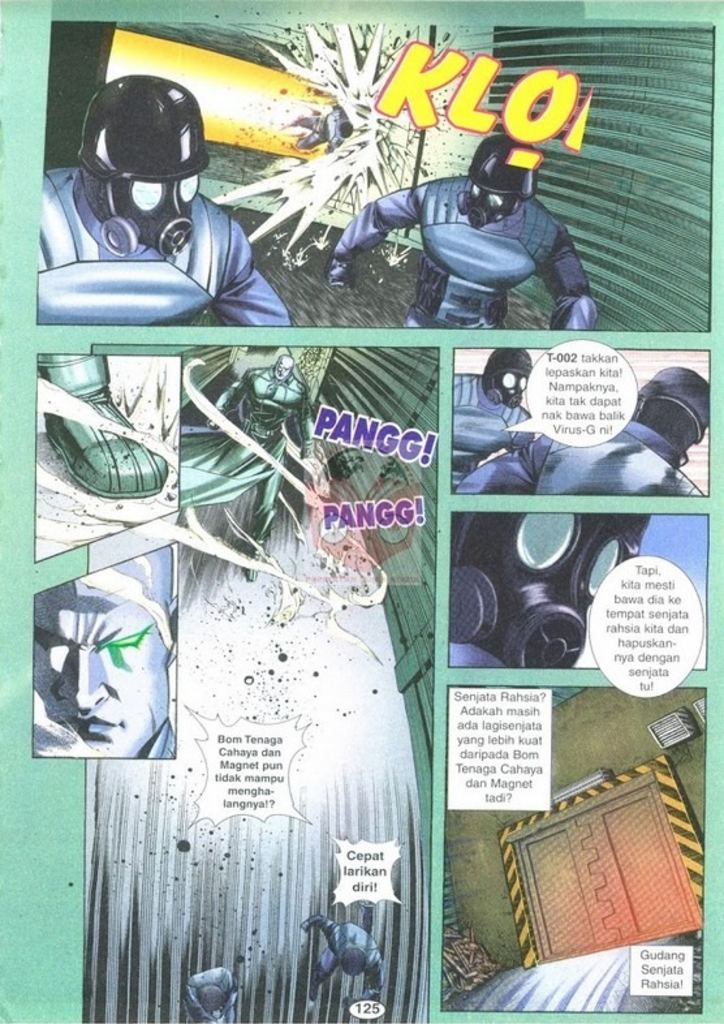 KLO
PANGG!
PANGG!
Bom Tenaga
Cahaya dan
Magnet pun
tidak mampu
mengha-
langnya!?
Cepat
larikan
diri!
T-002 takkan
lepaskan kita!
Nampaknya,
kita tak dapat
nak bawa balik
Virus-G ni!
Tapi,
kita mesti
bawa dia ke
tempat senjata
rahsia kita dan
hapuskan-
nya dengan
senjata
tu!
Senjata Rahsia?
Adakah masih
ada lagisenjata
yang lebih kuat
daripada Bom
Tenaga Cahaya
dan Magnet
tadi?
Gudang
Senjata
Rahsia!
125